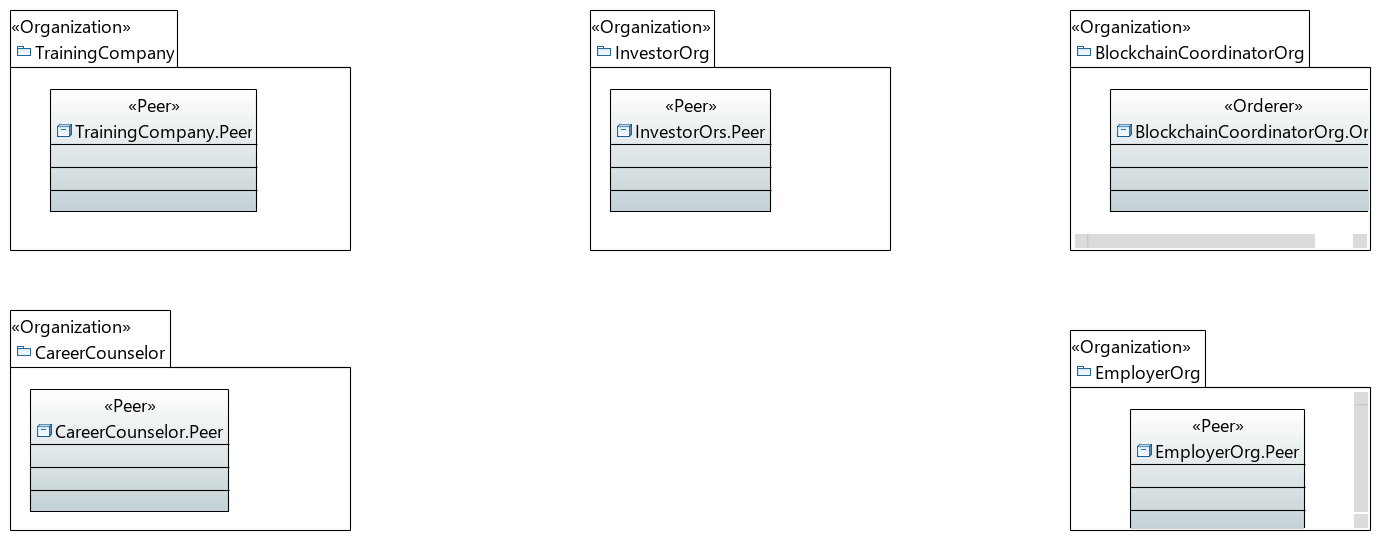 «Organization»
TrainingCompany
«Peer»
TrainingCompany.Peer
«Organization»
InvestorOrg
«Peer»
InvestorOrs.Peer
«Organization»
BlockchainCoordinatorOrg
«Orderer»
BlockchainCoordinatorOrg.Or
«Organization»
CareerCounselor
«Peer»
CareerCounselor.Peer
«Organization»
EmployerOrg
«Peer»
EmployerOrg.Peer